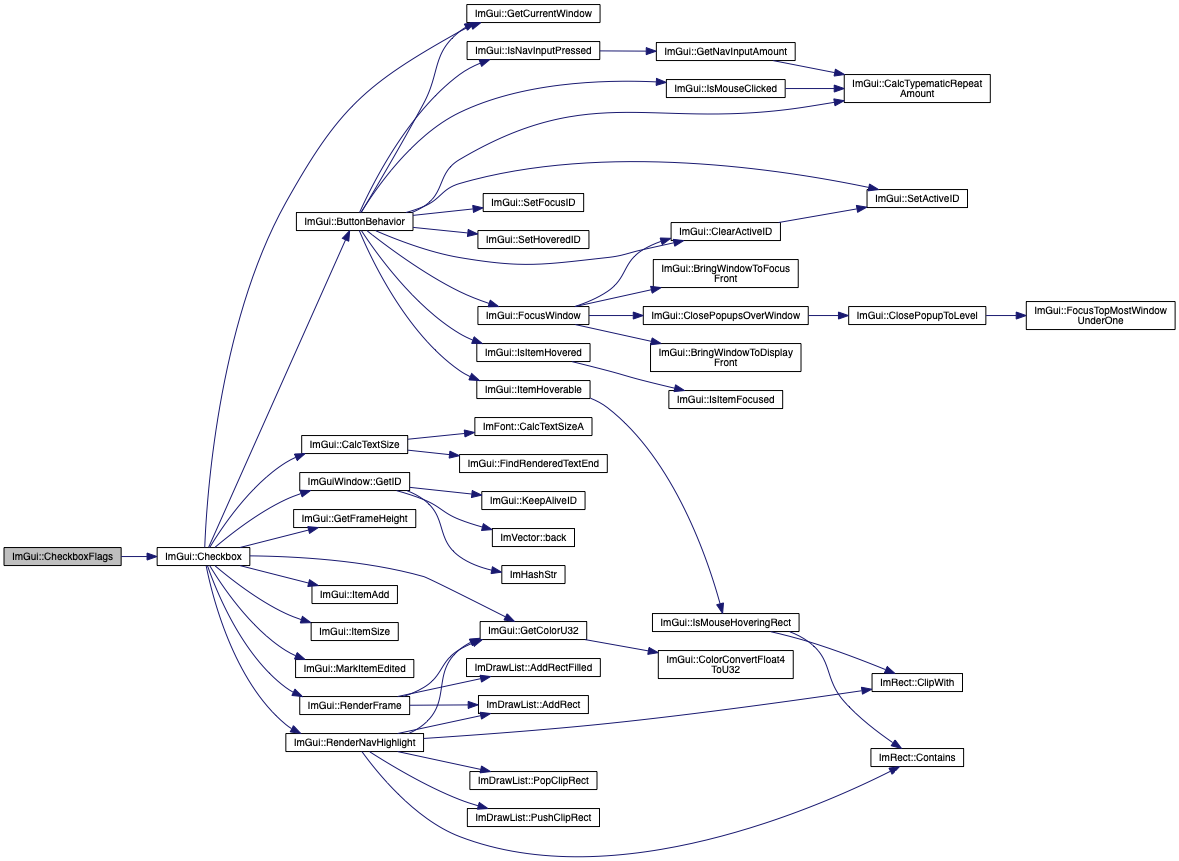 ImGui::GetCurrentWindow
ImGui::IsNavInputPressed
ImGui::GetNavInputAmount
ImGui::IsMouseClicked
ImGui::CalcTypematicRepeat
Amount
ImGui::SetActiveID
ImGui::SetFocusID
ImGui::ButtonBehavior
ImGui::ClearActiveID
ImGui::SetHoveredID
ImGui::BringWindowToFocus
Front
ImGui::FocusWindow
ImGui::ClosePopupsOverWindow
ImGui::ClosePopupToLevel
ImGui::FocusTopMostWindow
UnderOne
ImGui::IsItemHovered
ImGui::BringWindowToDisplay
Front
ImGui::ItemHoverable
ImGui::IsItemFocused
ImFont::CalcTextSizeA
ImGui::CalcTextSize
ImGui::FindRenderedTextEnd
ImGuiWindow::GetID
ImGui::KeepAliveID
ImGui::GetFrameHeight
ImVector::back
ImGui::CheckboxFlags
ImGui::Checkbox
ImHashStr
ImGui::ItemAdd
ImGui::ItemSize
ImGui::GetColorU32
ImGui::IsMouseHoveringRect
ImGui::ColorConvertFloat4
ToU32
ImGui::MarkItemEdited
ImDrawList::AddRectFilled
ImRect::ClipWith
ImGui::RenderFrame
ImDrawList::AddRect
ImGui::RenderNavHighlight
ImRect::Contains
ImDrawList::PopClipRect
ImDrawList::PushClipRect